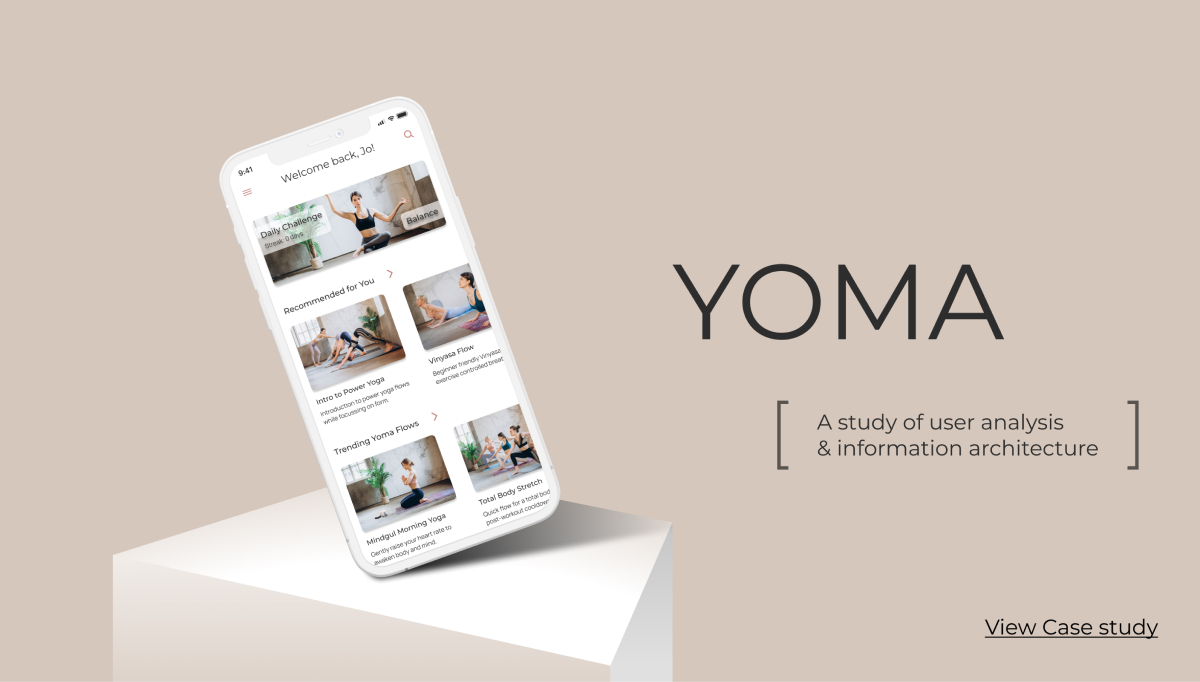 9:41
Welcome back, Jo!
Daily Challenge
Streak: 0 days
Balance
Recommended for You
Intro to Power Yoga
Introduction to power yoga flows
while focussing on form.
Vinyasa Flow
Beginner friendly Vinyasa
exercise controlled breat
Trending Yoma Flows
Mindgul Morning Yoga
Gently raise your heart rate to
awaken body and mind.
Total Body Stretch
Quick flow for a total bod
post-workout cooldow
YOMA
[ A study of user analysis
& information architecture ]
View Case study